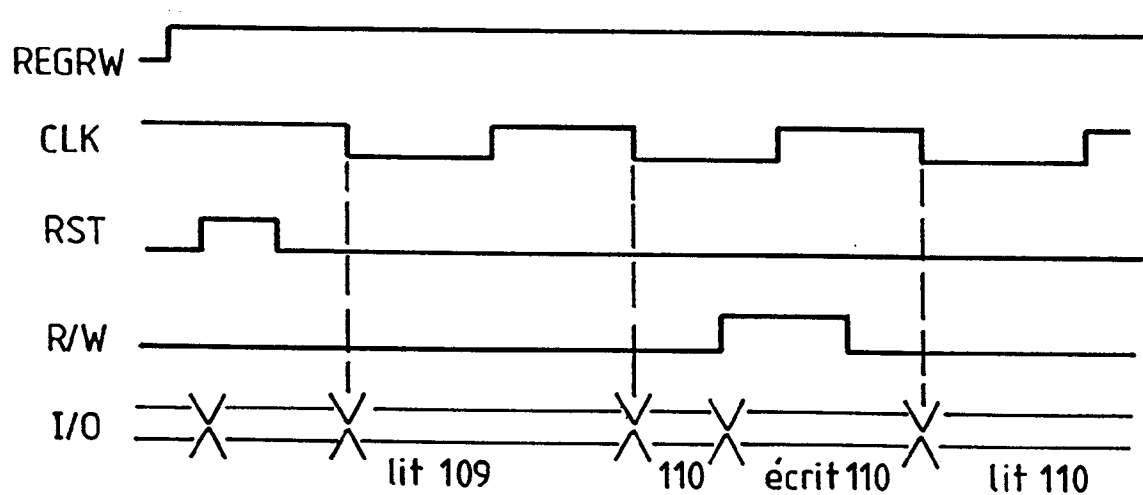 REGRW
CLK
RST
R/W
I/O
lit 109 110 écrit 110 lit 110